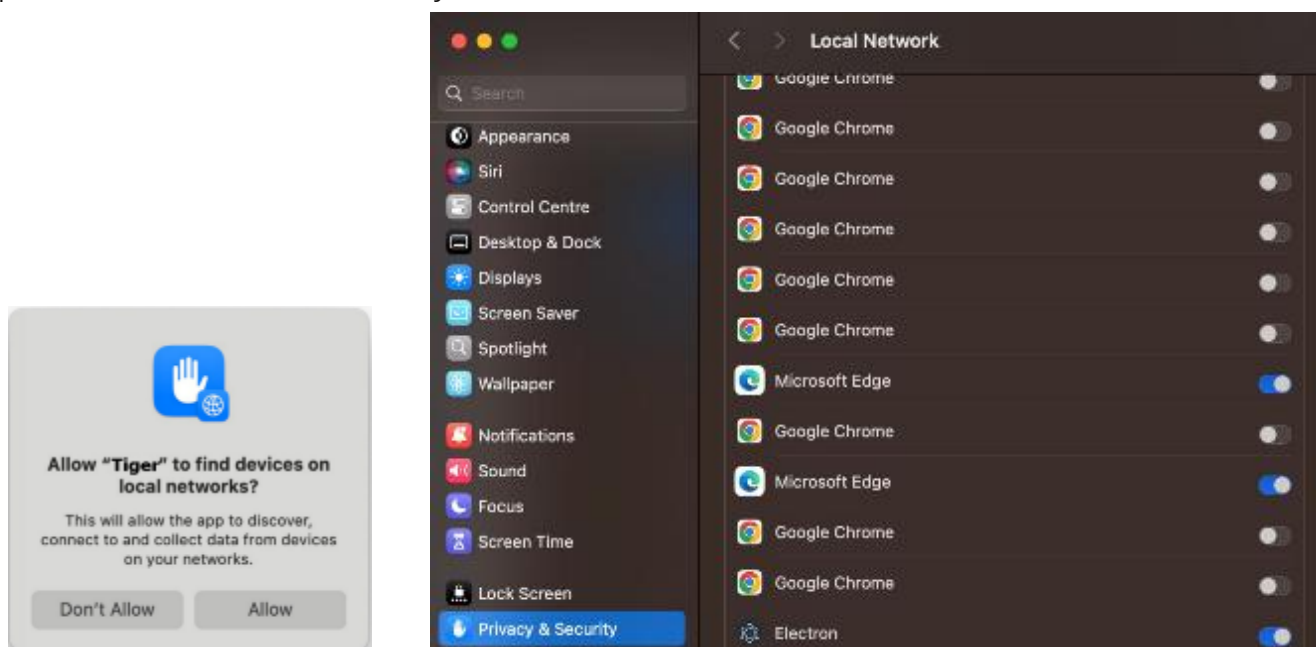 Allow "Tiger" to find devices on
local networks?
This will allow the app to discover,
connect to and collect data from devices
on your networks.
Don't Allow
Allow
Search
Appearance
Siri
Control Centre
Desktop & Dock
Displays
Screen Saver
Spotlight
Wallpaper
Notifications
Sound
Focus
Screen Time
Lock Screen
Privacy & Security
Local Network
Google Chrome
Google Chrome
Google Chrome
Google Chrome
Google Chrome
Google Chrome
Microsoft Edge
Google Chrome
Microsoft Edge
Google Chrome
Google Chrome
Electron